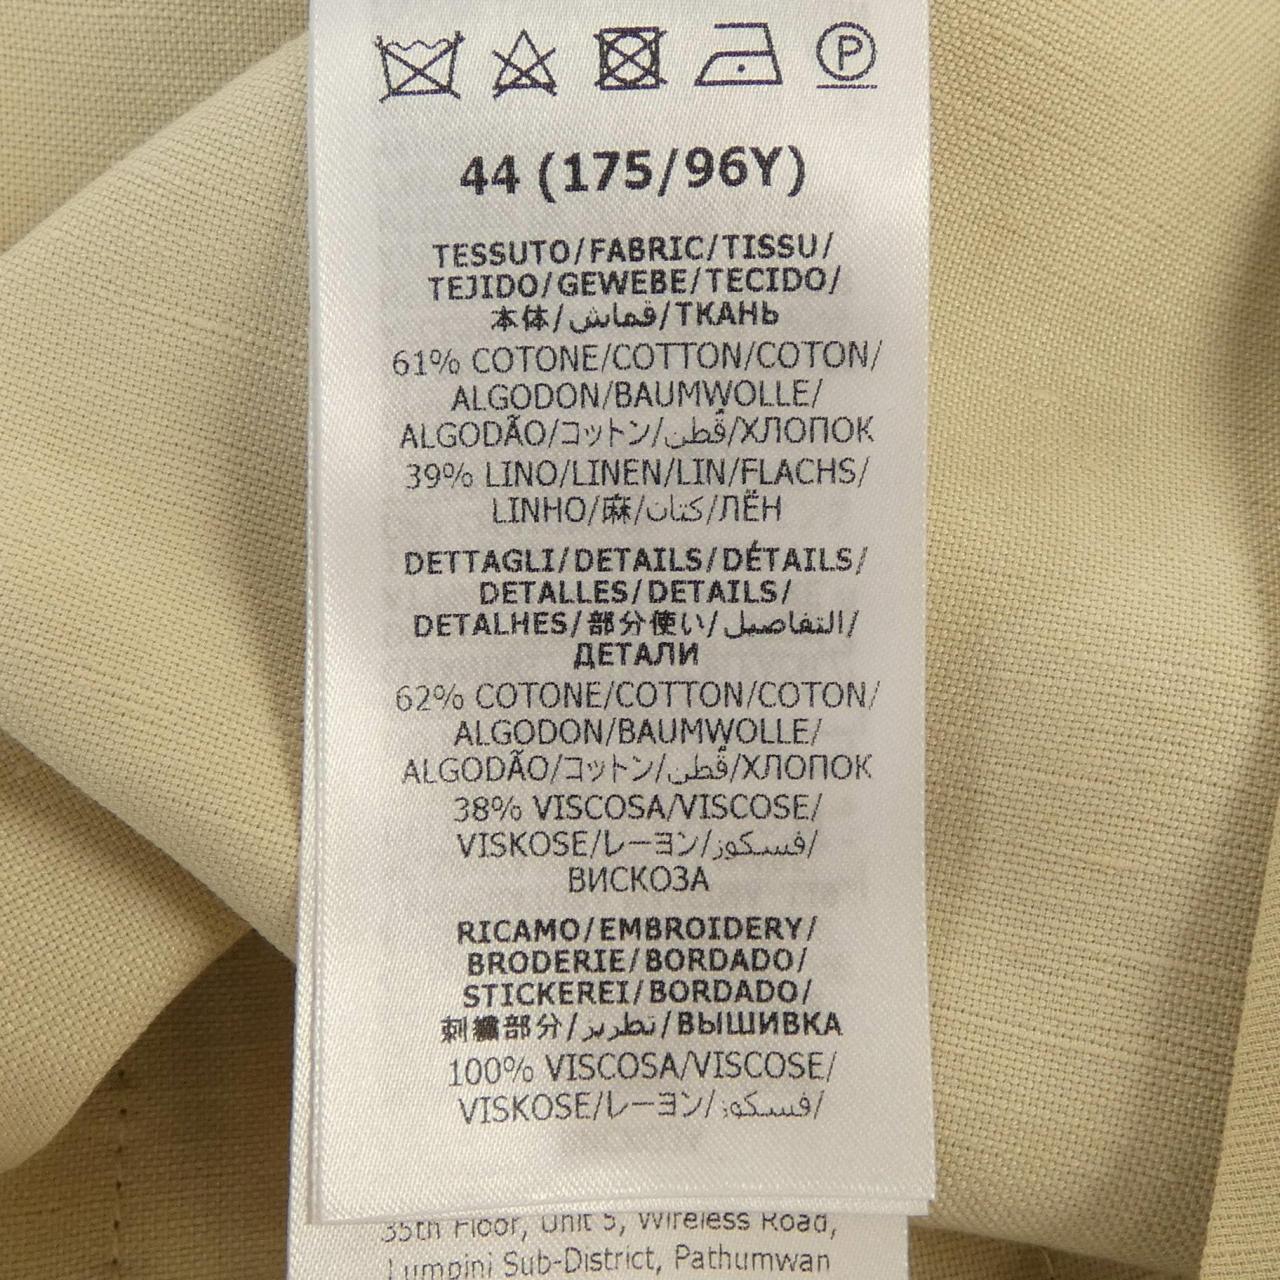 P
44 (175/96Y)
TESSUTO/FABRIC/TISSU/
TEJIDO/GEWEBE/TECIDO/
本体/قماش/ТКАНЬ
61% COTONE/COTTON/COTON/
ALGODON/BAUMWOLLE/
ALGODÃO/コットン/قُطن/ХЛОПОК
39% LINO/LINEN/LIN/FLACHS/
LINHO/麻/كتان/ЛЁН
DETTAGLI/DETAILS/DÉTAILS/
DETALLES/DETAILS/
DETALHES/部分使い/التفاصيل/
ДЕТАЛИ
62% COTONE/COTTON/COTON/
ALGODON/BAUMWOLLE/
ALGODÃO/コットン/قُطن/ХЛОПОК
38% VISCOSA/VISCOSE/
VISKOSE/レーヨン/فسكوز/
ВИСКОЗА
RICAMO/EMBROIDERY/
BRODERIE/BORDADO/
STICKEREI/BORDADO/
刺繍部分/تطريز/ВЫШИВКА
100% VISCOSA/VISCOSE/
VISKOSE/レーヨン/فسكوز/
35th Floor, Unit 5, Wireless Road,
Lumpini Sub-District, Pathumwan